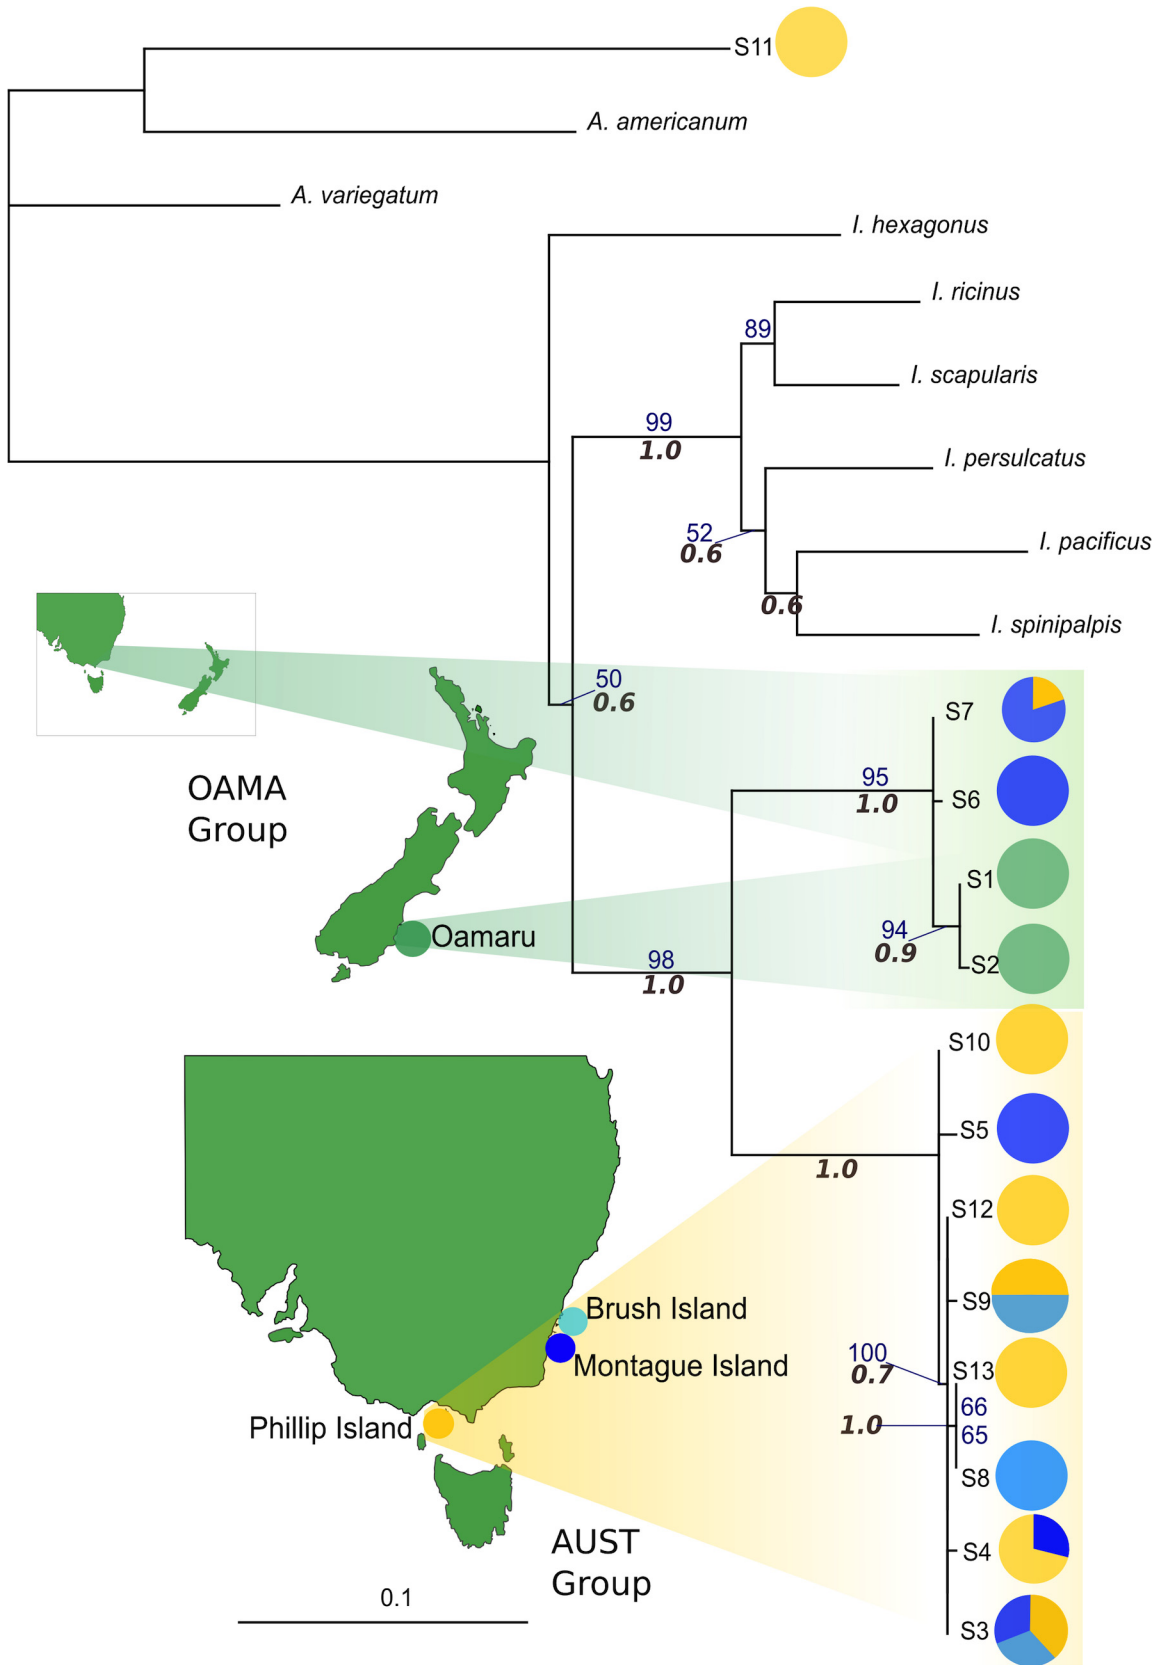 S11
A. americanum
A. variegatum
I. hexagonus
I. ricinus
89
I. scapularis
99
1.0
I. persulcatus
52
0.6
I. pacificus
0.6
I. spinipalpis
50
0.6
S7
95
1.0
S6
OAMA
Group
S1
94
0.9
S2
Oamaru
98
1.0
S10
S5
1.0
S12
Brush Island
S9
Montague Island
100
0.7
S13
66
1.0
65
Phillip Island
S8
AUST
Group
S4
0.1
S3